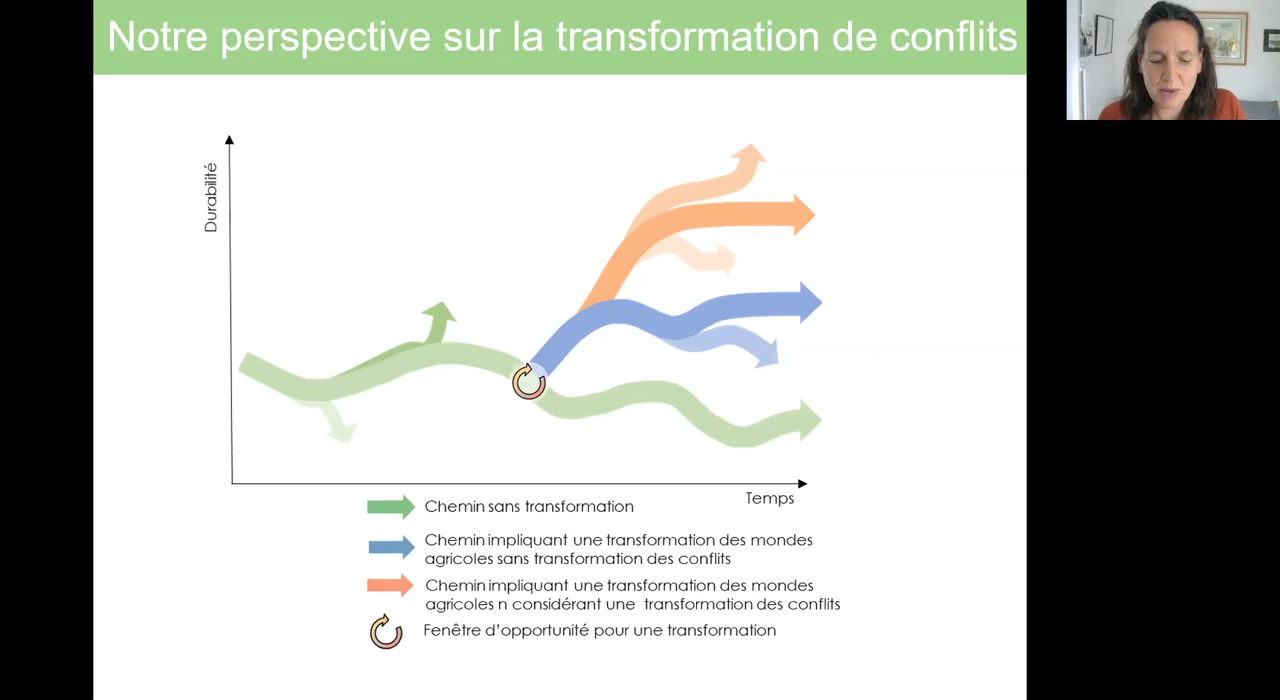 Notre perspective sur la transformation de conflits
Durabilité
Temps
Chemin sans transformation
Chemin impliquant une transformation des mondes
agricoles sans transformation des conflits
Chemin impliquant une transformation des mondes
agricoles n considérant une transformation des conflits
Fenêtre d’opportunité pour une transformation